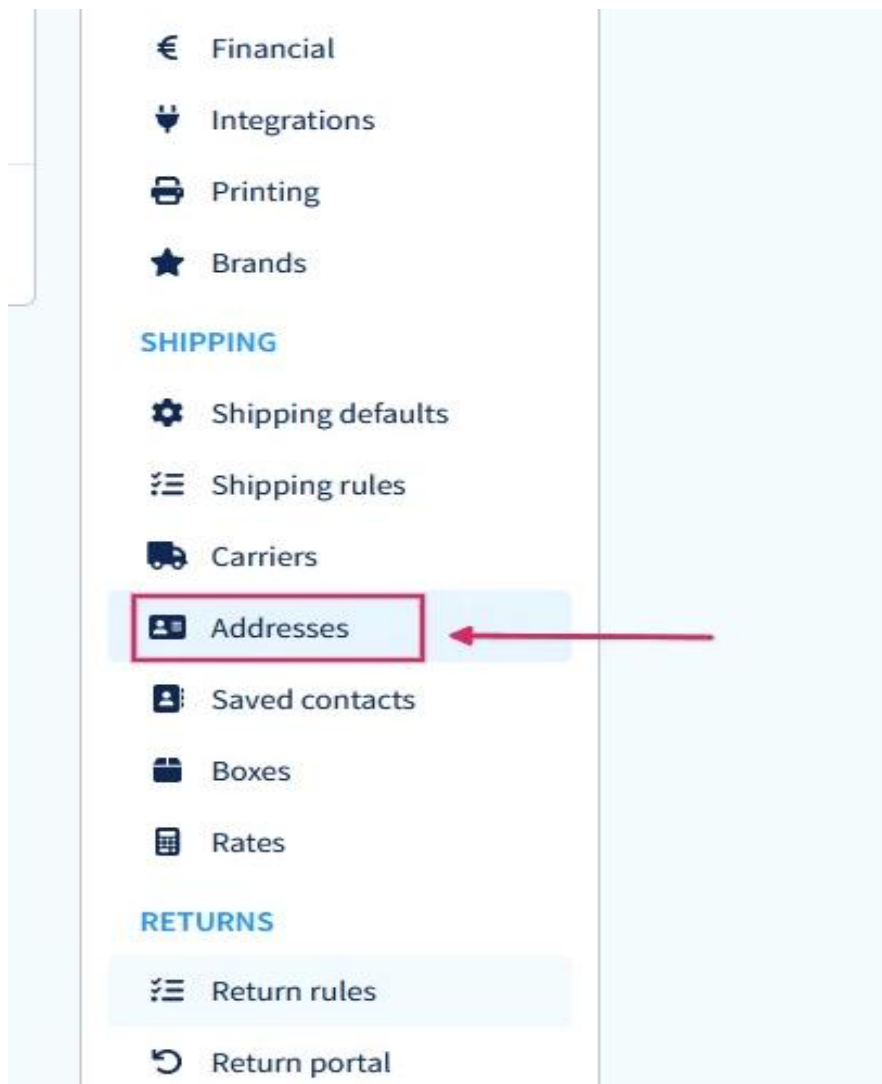 Financial
Integrations
Printing
Brands
SHIPPING
Shipping defaults
Shipping rules
Carriers
Addresses
Saved contacts
Boxes
Rates
RETURNS
Return rules
Return portal